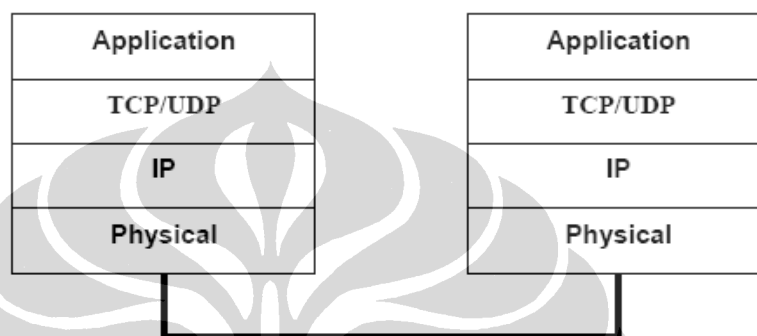 Application
TCP/UDP
IP
Physical
Application
TCP/UDP
IP
Physical